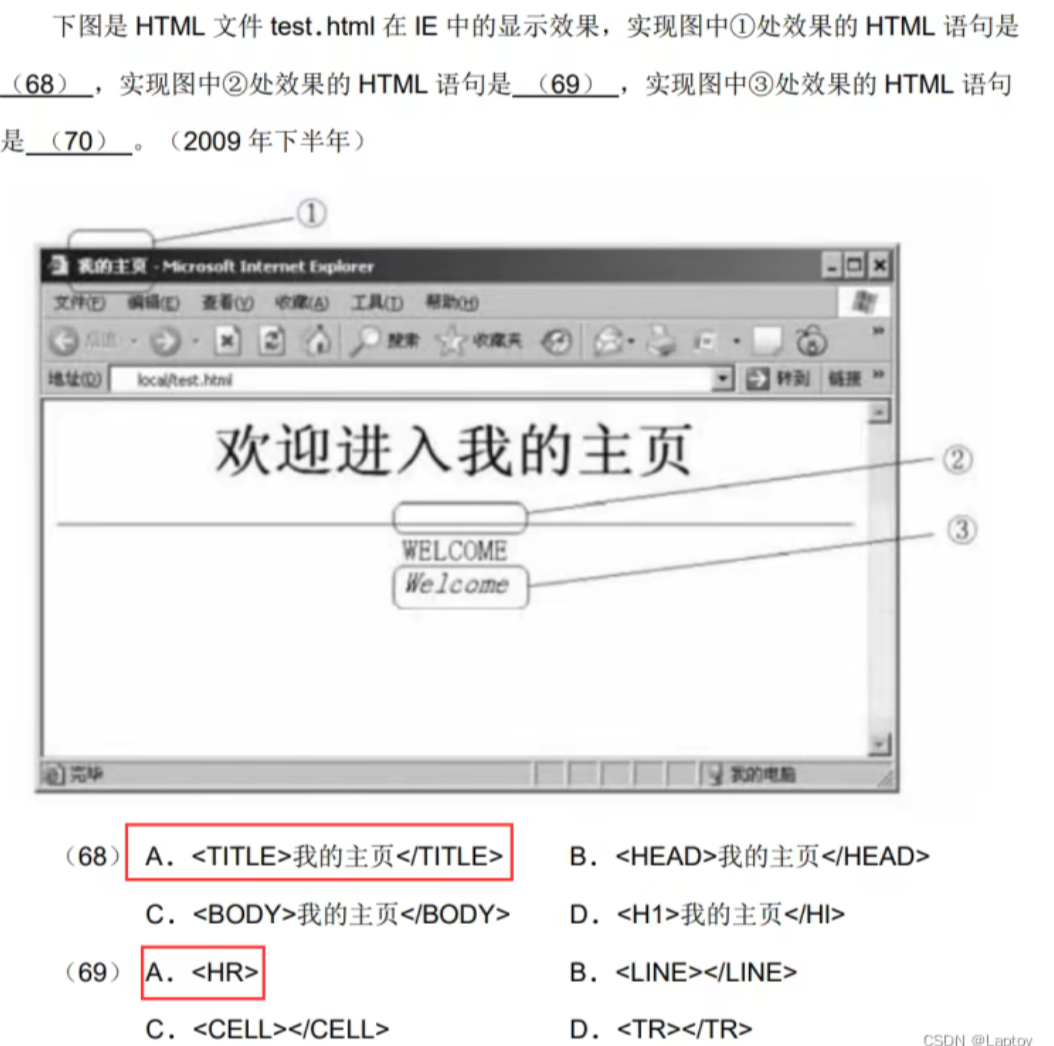 下图是 HTML 文件 test.html 在 IE 中的显示效果，实现图中①处效果的 HTML 语句是
（68），实现图中②处效果的 HTML 语句是（69），实现图中③处效果的 HTML 语句
是（70）。（2009 年下半年）
①
我的主页 - Microsoft Internet Explorer
文件(F) 编辑(E) 查看(V) 收藏(A) 工具(T) 帮助(H)
后退 搜索 收藏夹 »
地址(D) local/test.html 转到 链接 »
欢迎进入我的主页
②
WELCOME
③
Welcome
完毕 我的电脑
（68） A．<TITLE>我的主页</TITLE> B．<HEAD>我的主页</HEAD>
C．<BODY>我的主页</BODY> D．<H1>我的主页</HI>
（69） A．<HR> B．<LINE></LINE>
C．<CELL></CELL> D．<TR></TR>
CSDN @Laptoy